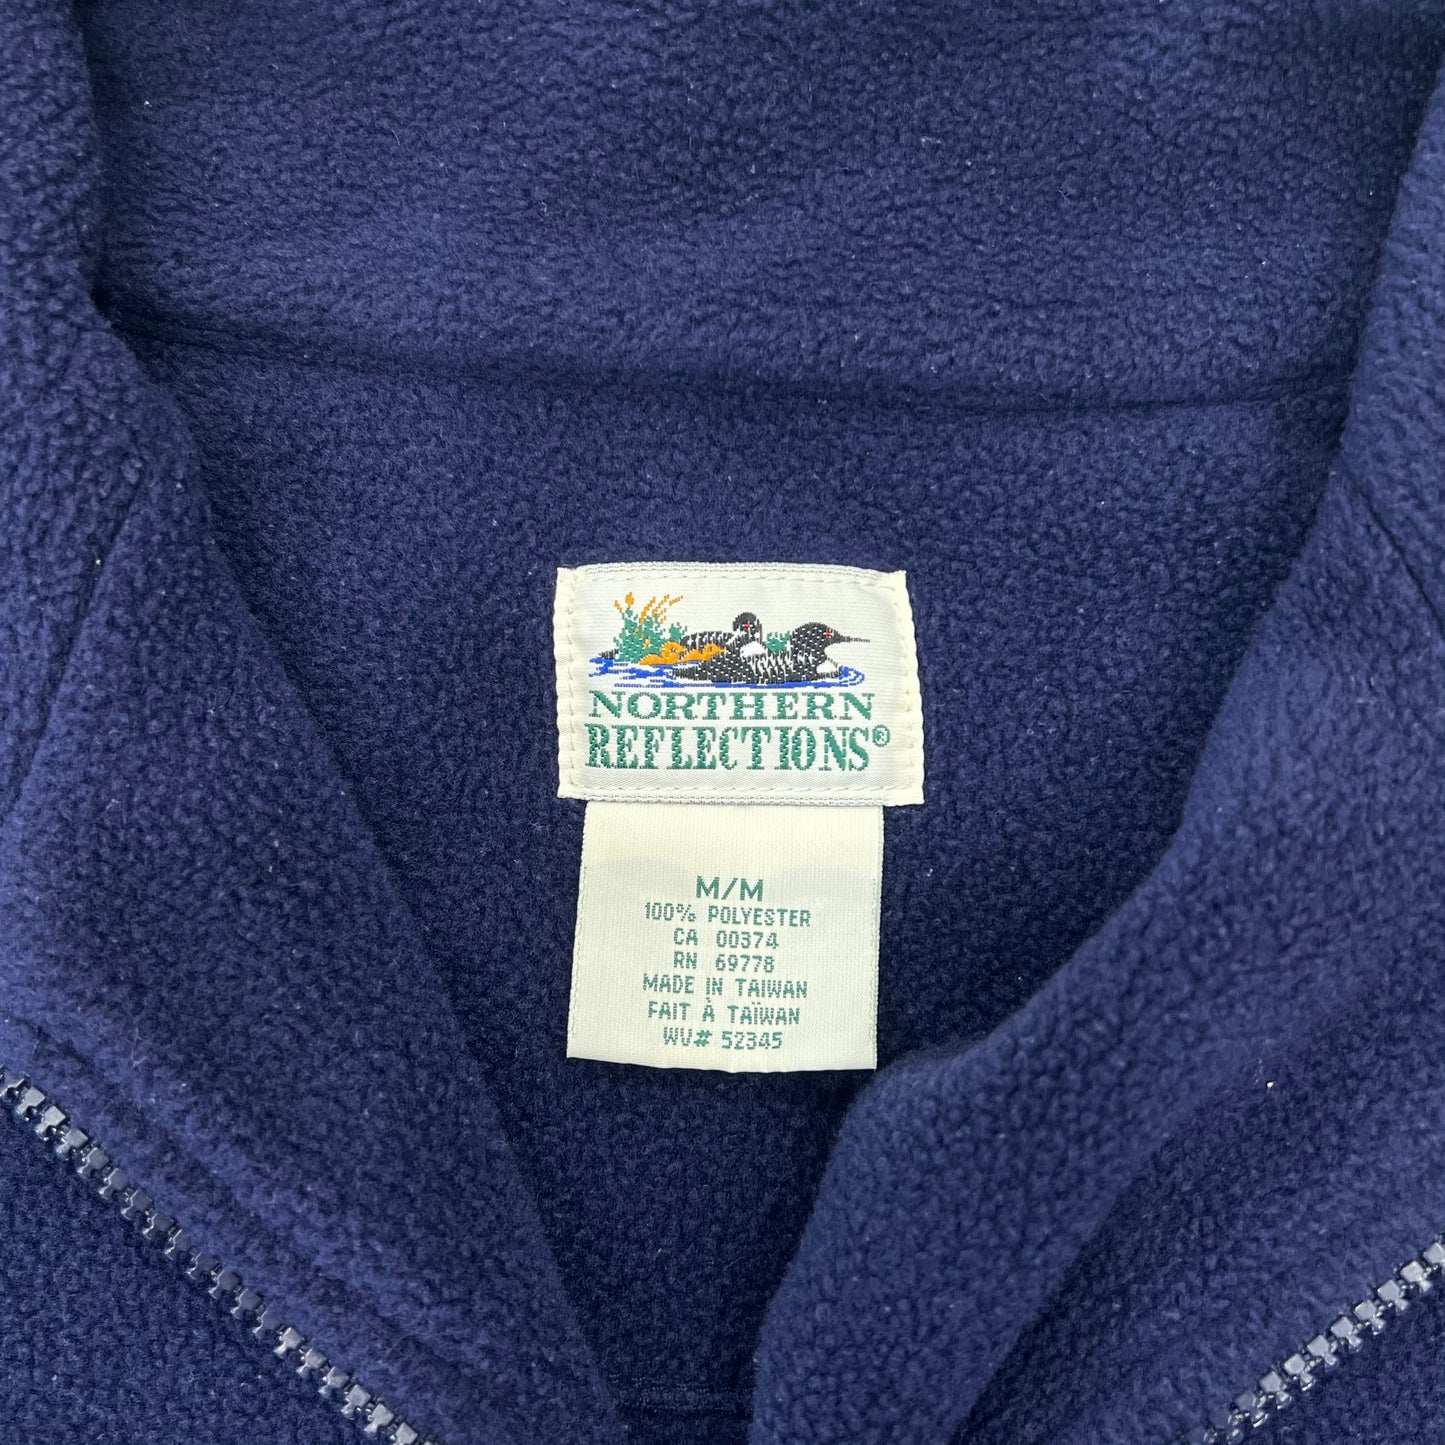 NORTHERN
REFLECTIONS®
M/M
100% POLYESTER
CA 00374
RN 69778
MADE IN TAIWAN
FAIT À TAÏWAN
WV# 52345